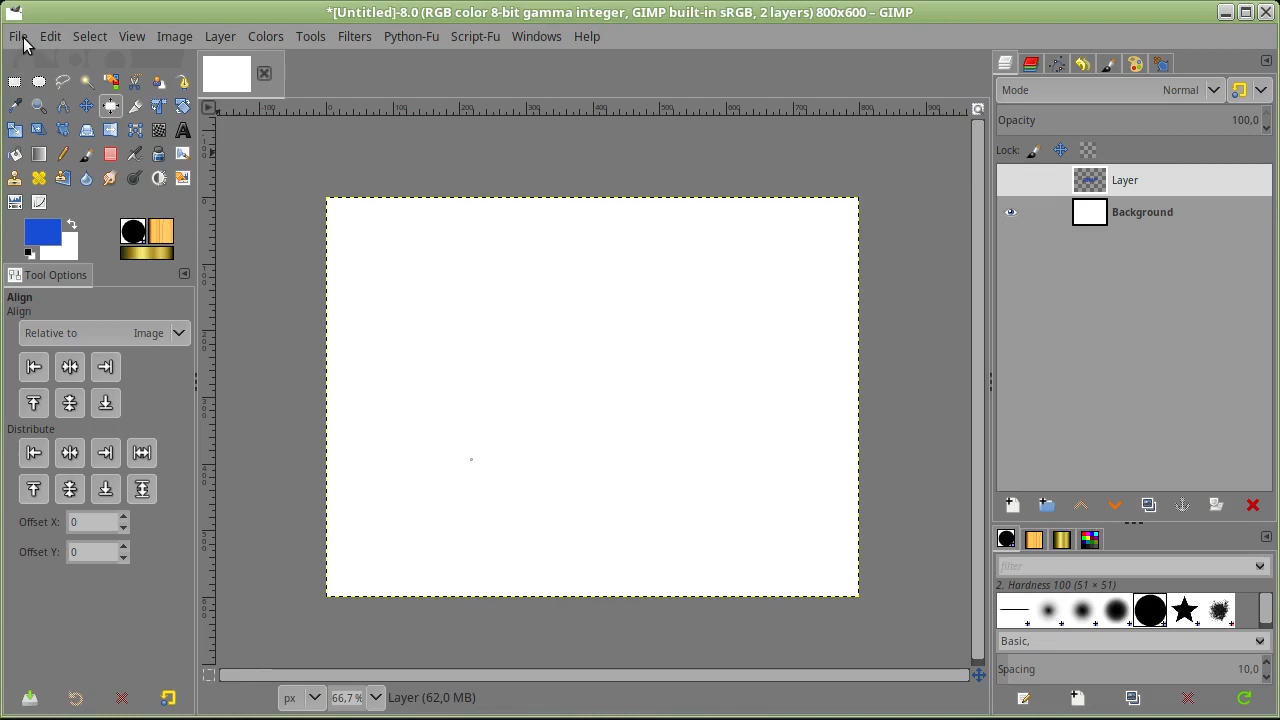 *[Untitled]-8.0 (RGB color 8-bit gamma integer, GIMP built-in sRGB, 2 layers) 800x600 – GIMP
File Edit Select View Image Layer Colors Tools Filters Python-Fu Script-Fu Windows Help
Mode Normal
Opacity 100,0
Lock:
Layer
Background
Tool Options
Align
Align
Relative to Image
Distribute
Offset X: 0
Offset Y: 0
filter
2. Hardness 100 (51 × 51)
Basic,
Spacing 10,0
px 66,7 % Layer (62,0 MB)